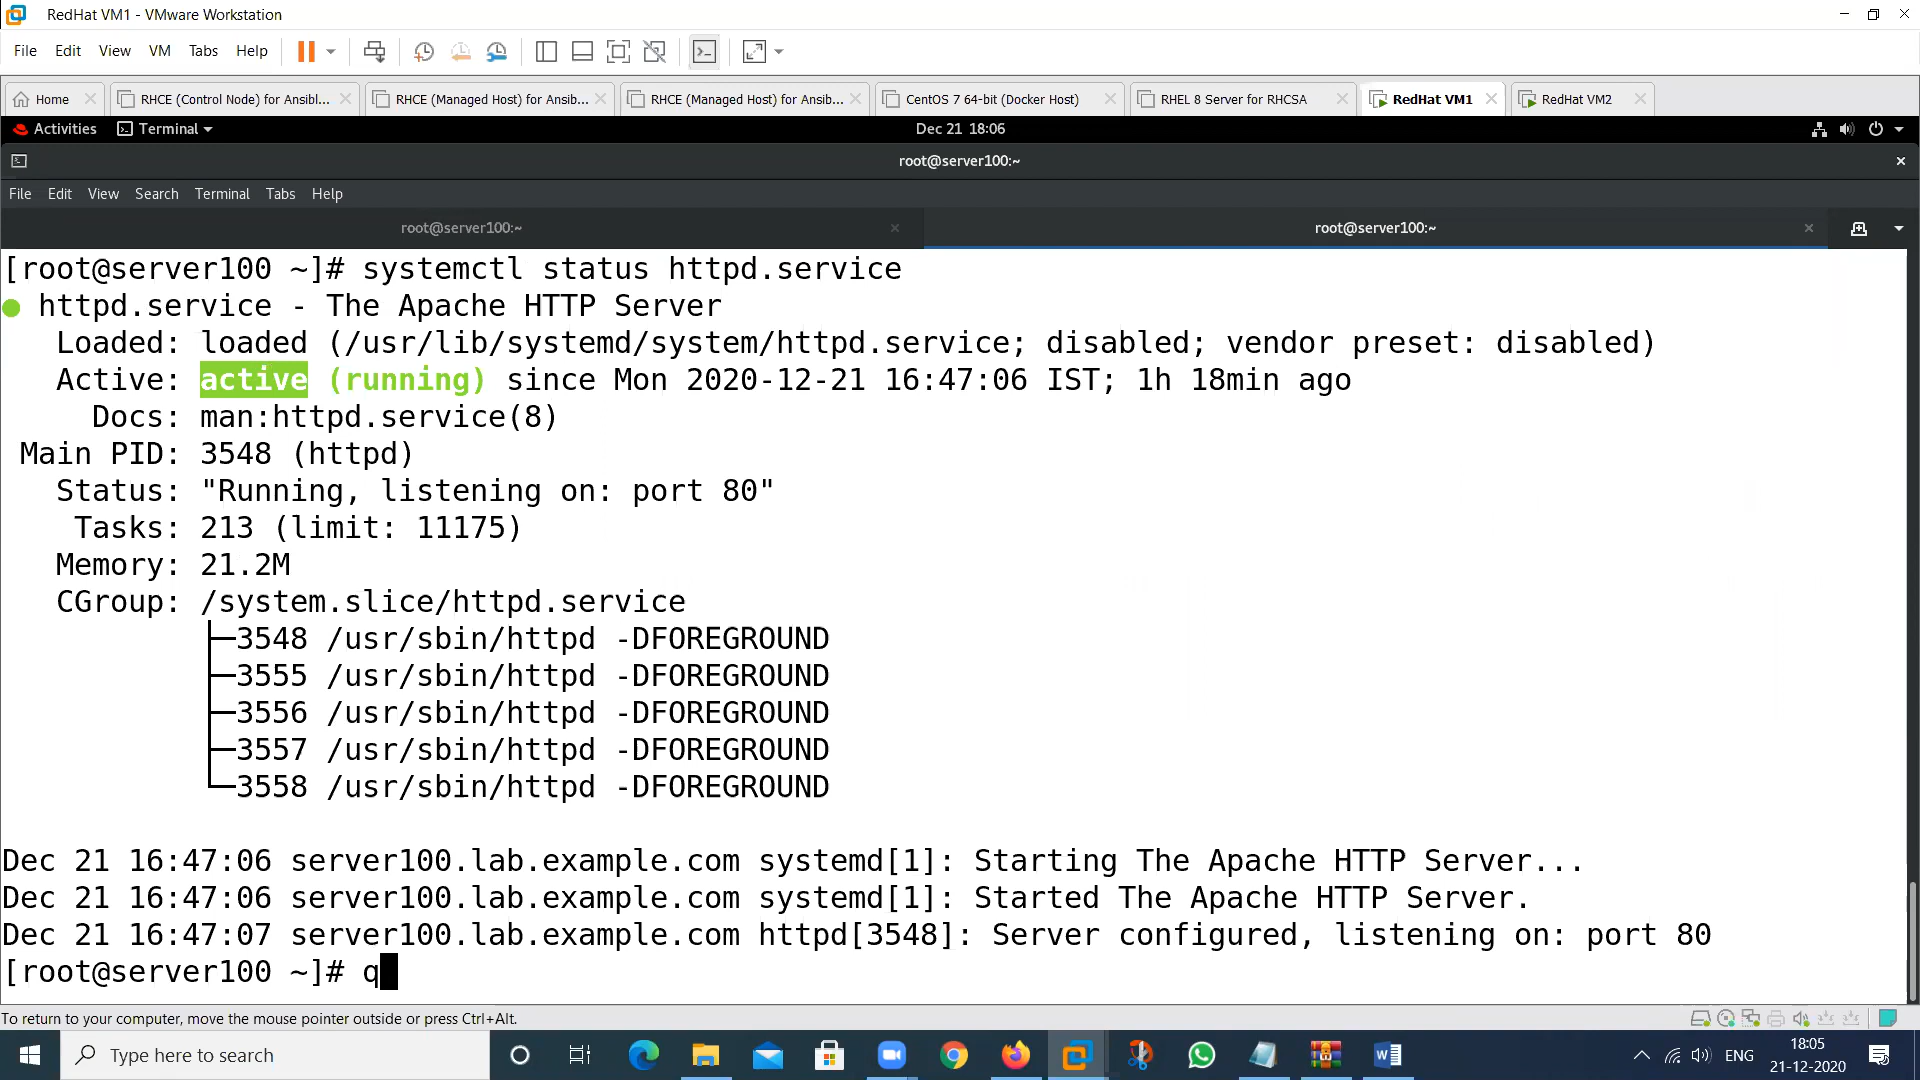 RedHat VM1 - VMware Workstation
File Edit View VM Tabs Help
Home RHCE (Control Node) for Ansibl... RHCE (Managed Host) for Ansib... RHCE (Managed Host) for Ansib... CentOS 7 64-bit (Docker Host) RHEL 8 Server for RHCSA RedHat VM1 RedHat VM2
Activities Terminal Dec 21 18:06
root@server100:~
File Edit View Search Terminal Tabs Help
root@server100:~ root@server100:~
[root@server100 ~]# systemctl status httpd.service
● httpd.service - The Apache HTTP Server
Loaded: loaded (/usr/lib/systemd/system/httpd.service; disabled; vendor preset: disabled)
Active: active (running) since Mon 2020-12-21 16:47:06 IST; 1h 18min ago
Docs: man:httpd.service(8)
Main PID: 3548 (httpd)
Status: "Running, listening on: port 80"
Tasks: 213 (limit: 11175)
Memory: 21.2M
CGroup: /system.slice/httpd.service
├─3548 /usr/sbin/httpd -DFOREGROUND
├─3555 /usr/sbin/httpd -DFOREGROUND
├─3556 /usr/sbin/httpd -DFOREGROUND
├─3557 /usr/sbin/httpd -DFOREGROUND
└─3558 /usr/sbin/httpd -DFOREGROUND
Dec 21 16:47:06 server100.lab.example.com systemd[1]: Starting The Apache HTTP Server...
Dec 21 16:47:06 server100.lab.example.com systemd[1]: Started The Apache HTTP Server.
Dec 21 16:47:07 server100.lab.example.com httpd[3548]: Server configured, listening on: port 80
[root@server100 ~]# q
To return to your computer, move the mouse pointer outside or press Ctrl+Alt.
Type here to search ENG 18:05
21-12-2020